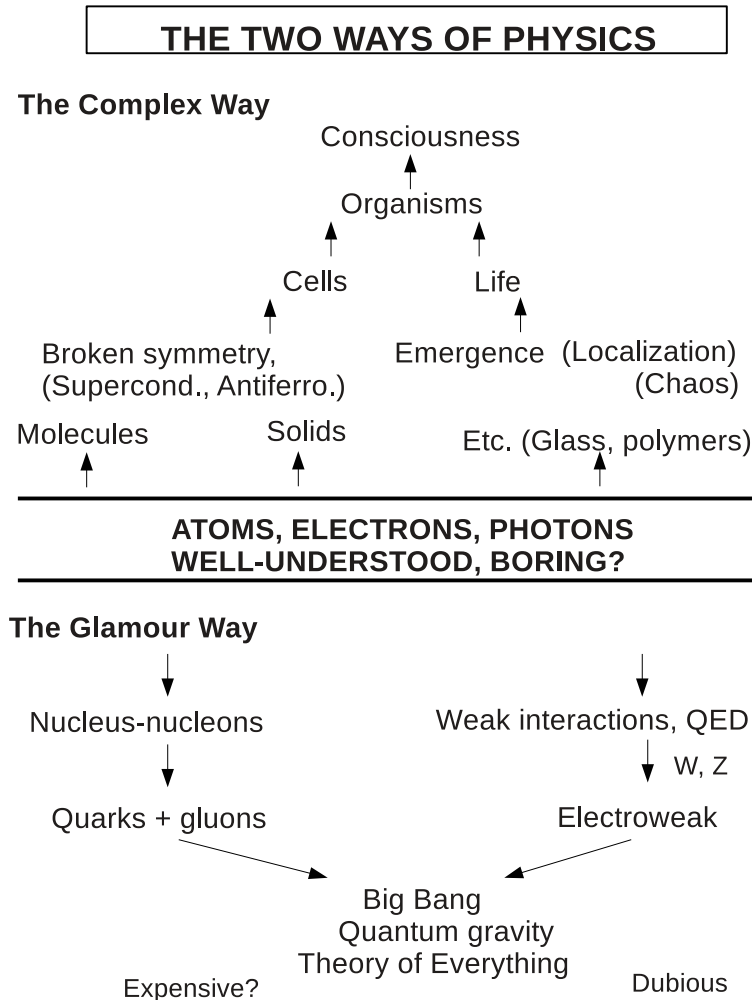 THE TWO WAYS OF PHYSICS
The Complex Way
Consciousness
Organisms
Cells
Life
Broken symmetry,
(Supercond., Antiferro.)
Emergence (Localization)
(Chaos)
Molecules
Solids
Etc. (Glass, polymers)
ATOMS, ELECTRONS, PHOTONS
WELL-UNDERSTOOD, BORING?
The Glamour Way
Nucleus-nucleons
Weak interactions, QED
W, Z
Quarks + gluons
Electroweak
Big Bang
Quantum gravity
Theory of Everything
Expensive?
Dubious